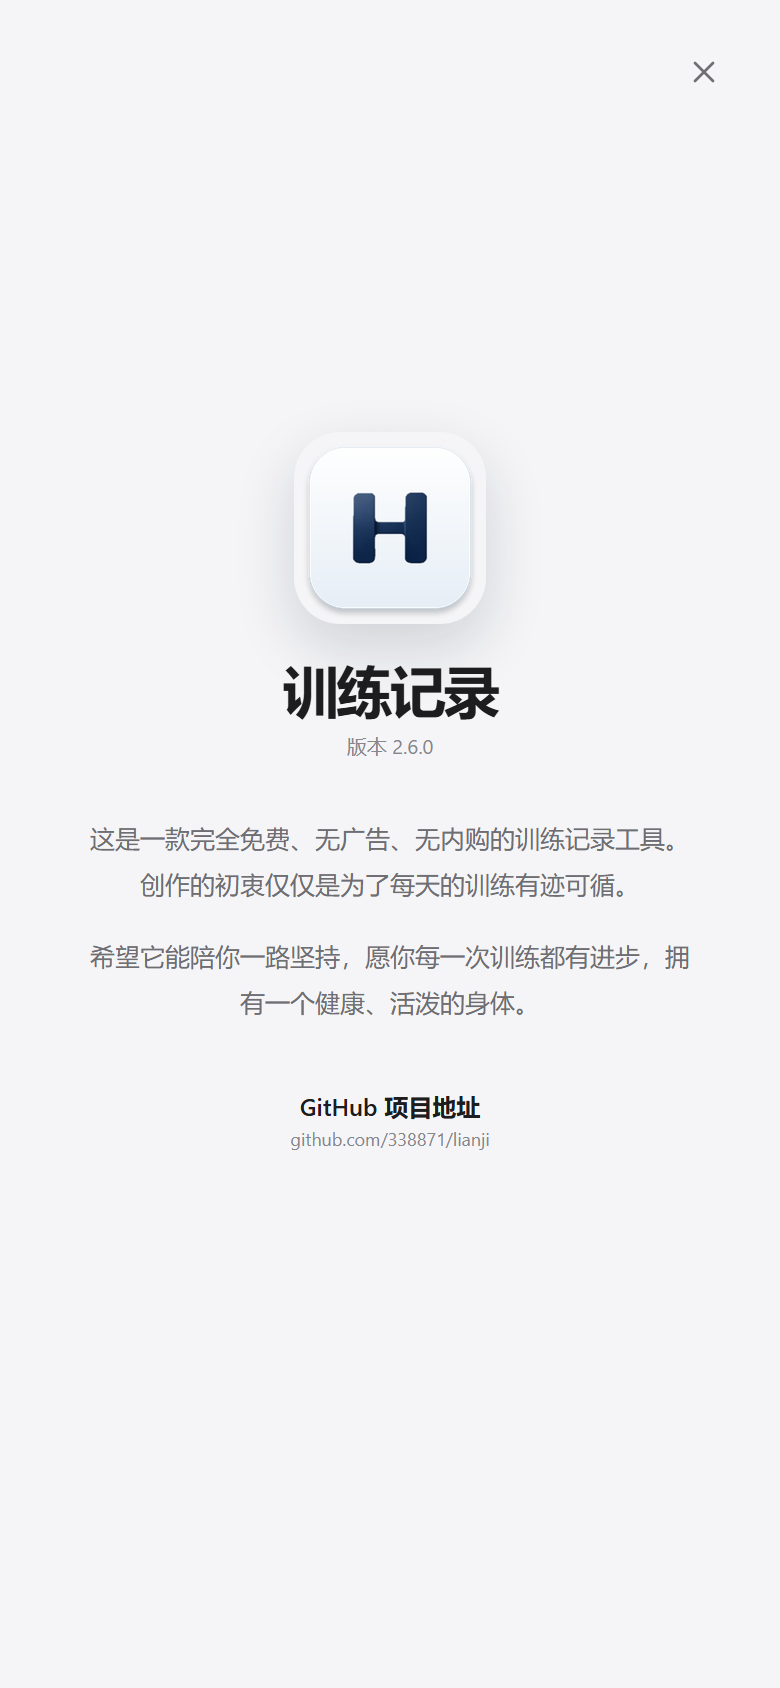 H
训练记录
版本 2.6.0
这是一款完全免费、无广告、无内购的训练记录工具。
创作的初衷仅仅是为了每天的训练有迹可循。
希望它能陪你一路坚持，愿你每一次训练都有进步，拥
有一个健康、活泼的身体。
GitHub 项目地址
github.com/338871/lianji